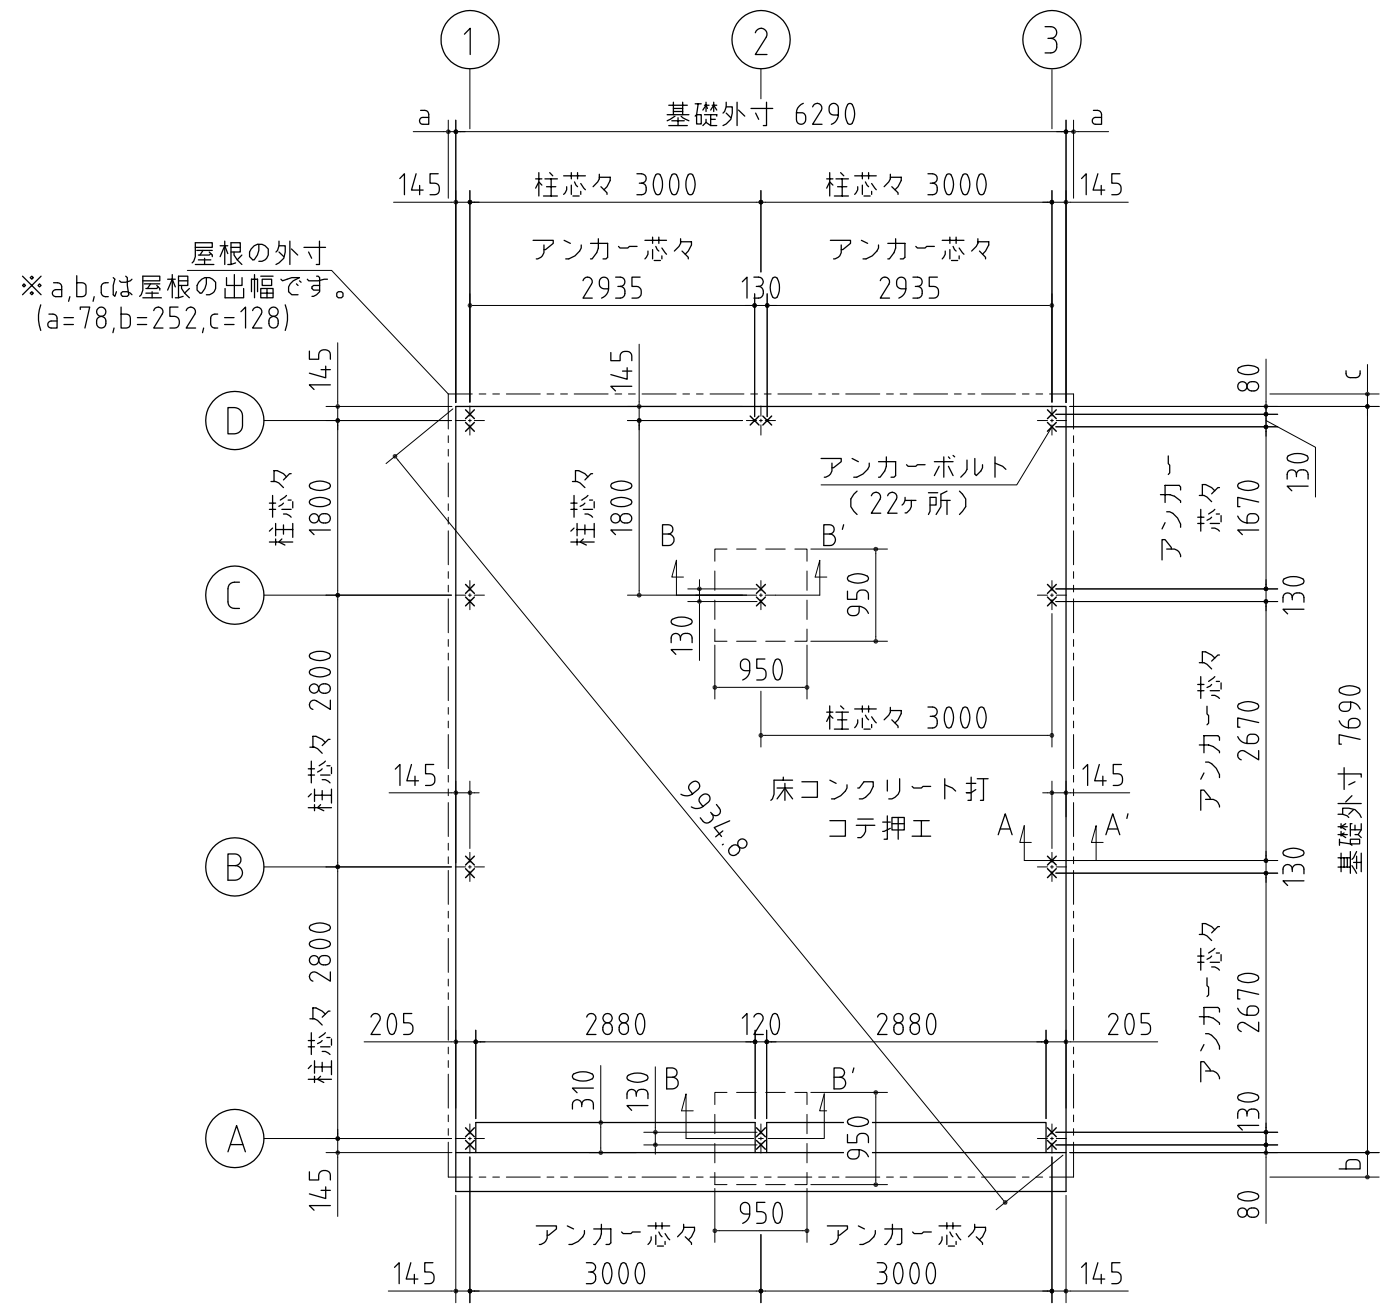 1
2
3
a
基礎外寸 6290
a
145
柱芯々 3000
柱芯々 3000
145
アンカー芯々
アンカー芯々
2935
130
2935
屋根の外寸
※a,b,cは屋根の出幅です。
(a=78,b=252,c=128)
145
145
80
c
D
アンカーボルト
(22ヶ所)
130
柱芯々
1800
柱芯々
1800
アンカー
芯々
1670
B
B'
950
C
130
130
950
柱芯々 2800
柱芯々 3000
アンカー芯々
2670
基礎外寸 7690
145
145
床コンクリート打
コテ押エ
9934.8
A
A'
B
130
柱芯々 2800
アンカー芯々
2670
205
2880
120
2880
205
310
130
B
B'
950
130
A
145
b
80
950
アンカー芯々
アンカー芯々
145
3000
3000
145